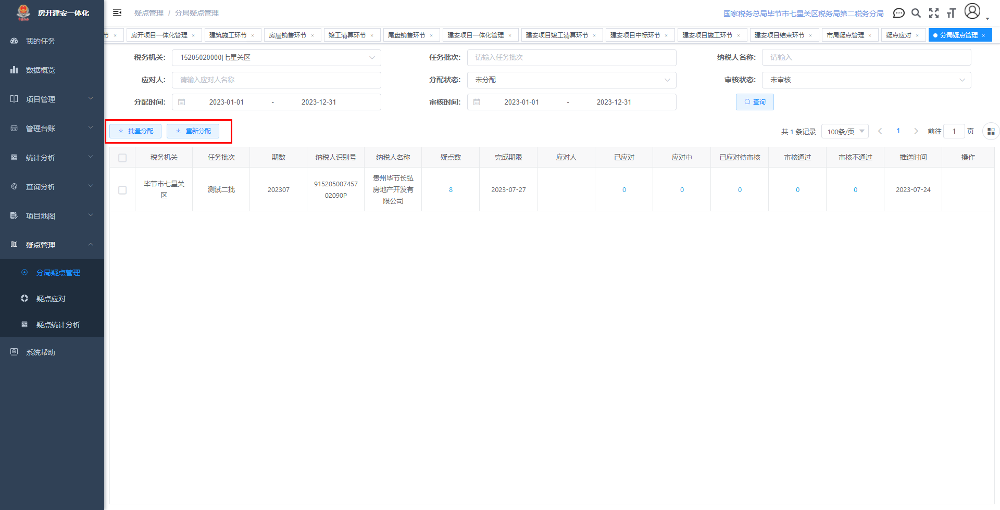 房开建安一体化
疑点管理 / 分局疑点管理
国家税务总局毕节市七星关区税务局第二税务分局
节 × 房开项目一体化管理 × 建筑施工环节 × 房屋销售环节 × 竣工清算环节 × 尾盘销售环节 × 建安项目一体化管理 × 建安项目竣工清算环节 × 建安项目中标环节 × 建安项目施工环节 × 建安项目结束环节 × 市局疑点管理 × 疑点应对 × 分局疑点管理 ×
我的任务
数据概览
项目管理
管理台账
统计分析
查询分析
项目地图
疑点管理
分局疑点管理
疑点应对
疑点统计分析
系统帮助
税务机关: 15205020000|七星关区 任务批次: 请输入任务批次 纳税人名称: 请输入
应对人: 请输入应对人名称 分配状态: 未分配 审核状态: 未审核
分配时间: 2023-01-01 - 2023-12-31 审核时间: 2023-01-01 - 2023-12-31 查询
批量分配 重新分配 共 1 条记录 100条/页 1 前往 1 页
税务机关 任务批次 期数 纳税人识别号 纳税人名称 疑点数 完成期限 应对人 已应对 应对中 已应对待审核 审核通过 审核不通过 推送时间 操作
毕节市七星关
区
测试二批
202307
915205007457
02090P
贵州毕节长弘
房地产开发有
限公司
8
2023-07-27
0
0
0
0
0
2023-07-24